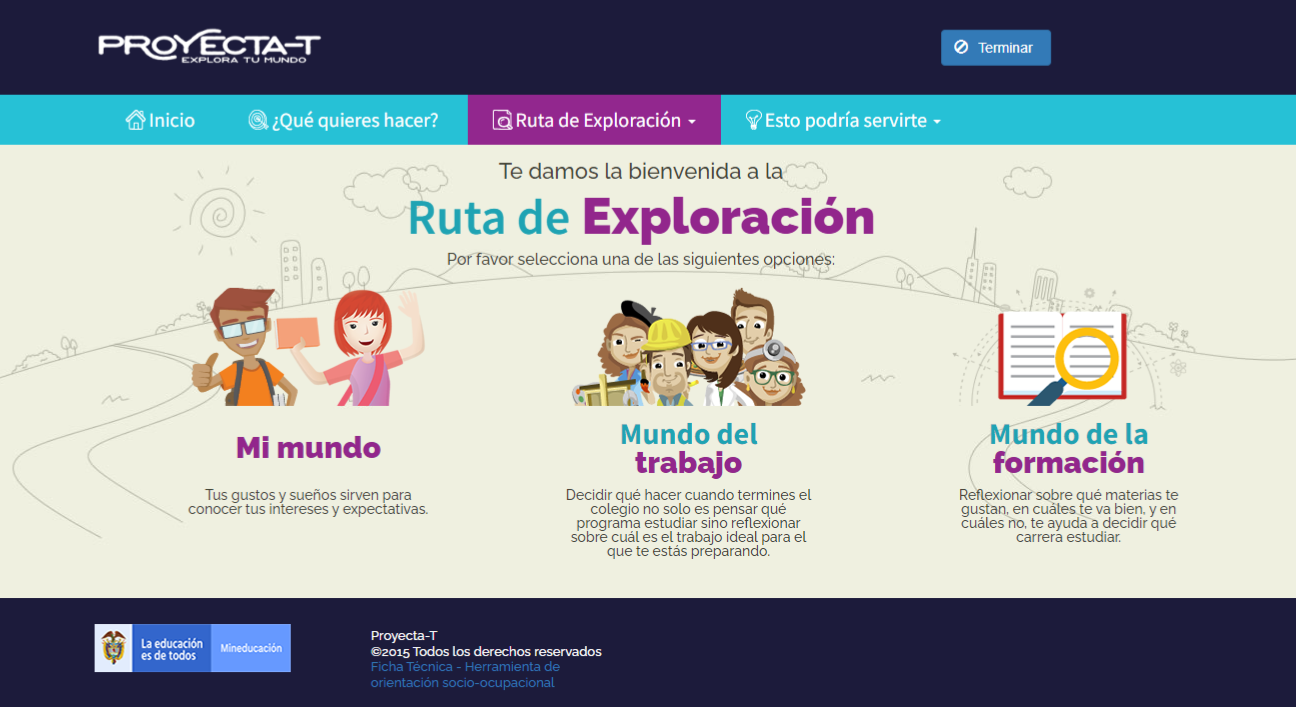 PROYECTA-T
EXPLORA TU MUNDO
Terminar
Inicio
¿Qué quieres hacer?
Ruta de Exploración
Esto podría servirte
Te damos la bienvenida a la
Ruta de Exploración
Por favor selecciona una de las siguientes opciones:
Mi mundo
Tus gustos y sueños sirven para
conocer tus intereses y expectativas.
Mundo del
trabajo
Decidir qué hacer cuando termines el
colegio no solo es pensar qué
programa estudiar sino reflexionar
sobre cuál es el trabajo ideal para el
que te estás preparando.
Mundo de la
formación
Reflexionar sobre qué materias te
gustan, en cuáles te va bien, y en
cuáles no, te ayuda a decidir qué
carrera estudiar.
La educación
es de todos
Mineducación
Proyecta-T
©2015 Todos los derechos reservados
Ficha Técnica - Herramienta de
orientación socio-ocupacional